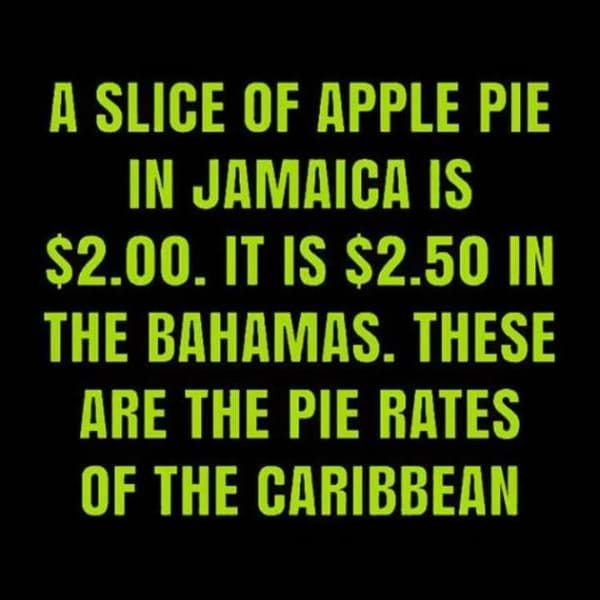 A SLICE OF APPLE PIE
IN JAMAICA IS
$2.00. IT IS $2.50 IN
THE BAHAMAS. THESE
ARE THE PIE RATES
OF THE CARIBBEAN